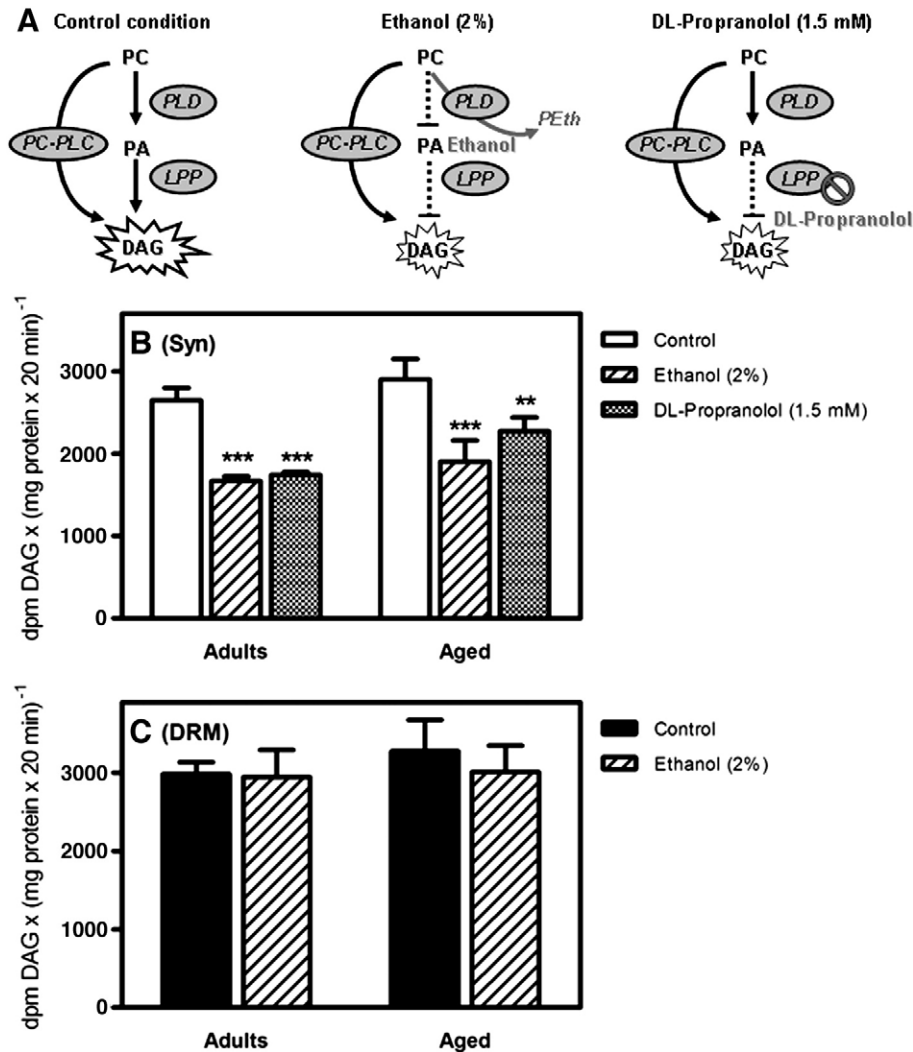 A Control condition Ethanol (2%) DL-Propranolol (1.5 mM)
PC PC PC
PLD PLD PLD
PEth
PC-PLC PA PC-PLC PA Ethanol PC-PLC PA
LPP LPP LPP
DL-Propranolol
DAG DAG DAG
B (Syn)
dpm DAG x (mg protein x 20 min)-1
3000
2000
1000
0
*** *** *** **
Adults Aged
Control
Ethanol (2%)
DL-Propranolol (1.5 mM)
C (DRM)
dpm DAG x (mg protein x 20 min)-1
3000
2000
1000
0
Adults Aged
Control
Ethanol (2%)